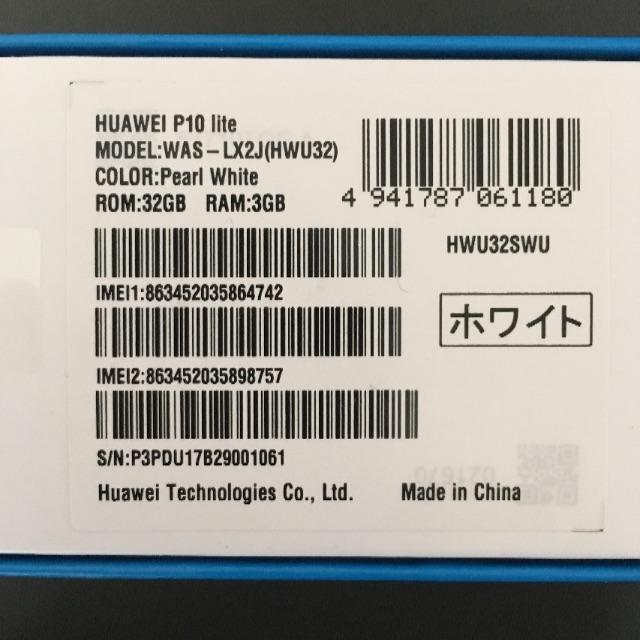 HUAWEI P10 lite
MODEL:WAS-LX2J(HWU32)
COLOR:Pearl White
ROM:32GB RAM:3GB
4 941787 061180
HWU32SWU
IMEI1:863452035864742
ホワイト
IMEI2:863452035898757
S/N:P3PDU17B29001061
Huawei Technologies Co., Ltd. Made in China